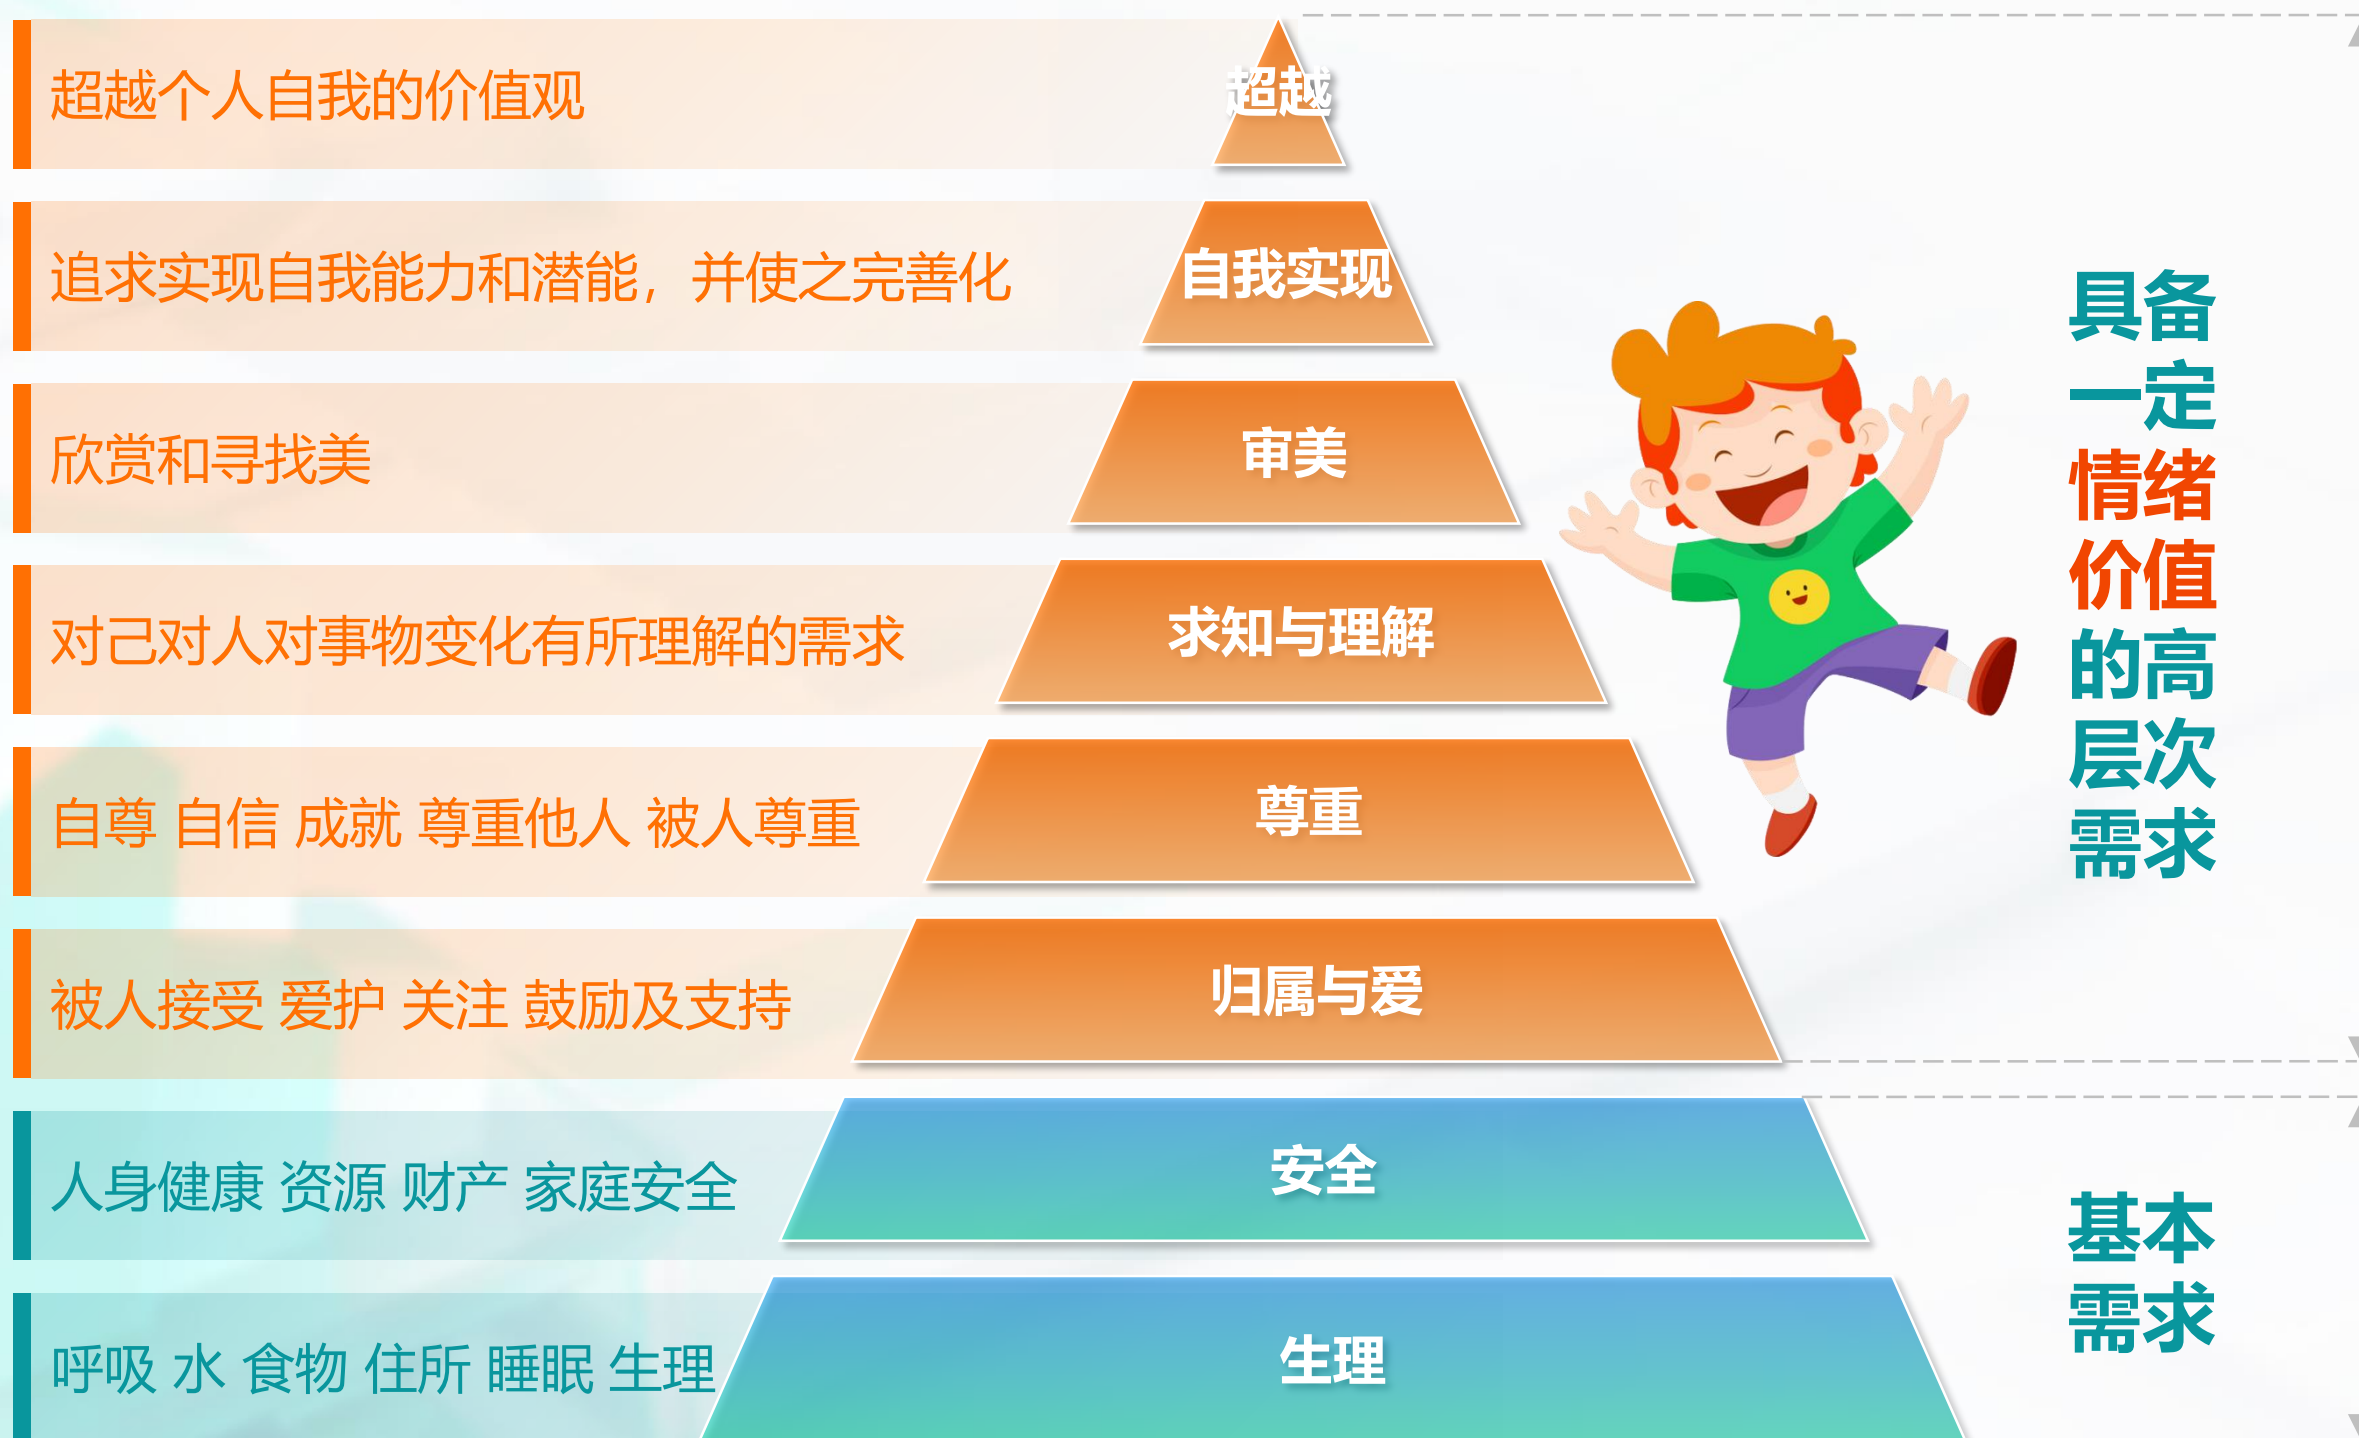 超越个人自我的价值观
超越
追求实现自我能力和潜能，并使之完善化
自我实现
欣赏和寻找美
审美
对己对人对事物变化有所理解的需求
求知与理解
自尊 自信 成就 尊重他人 被人尊重
尊重
被人接受 爱护 关注 鼓励及支持
归属与爱
具备
一定
情绪
价值
的高
层次
需求
人身健康 资源 财产 家庭安全
安全
呼吸 水 食物 住所 睡眠 生理
生理
基本
需求